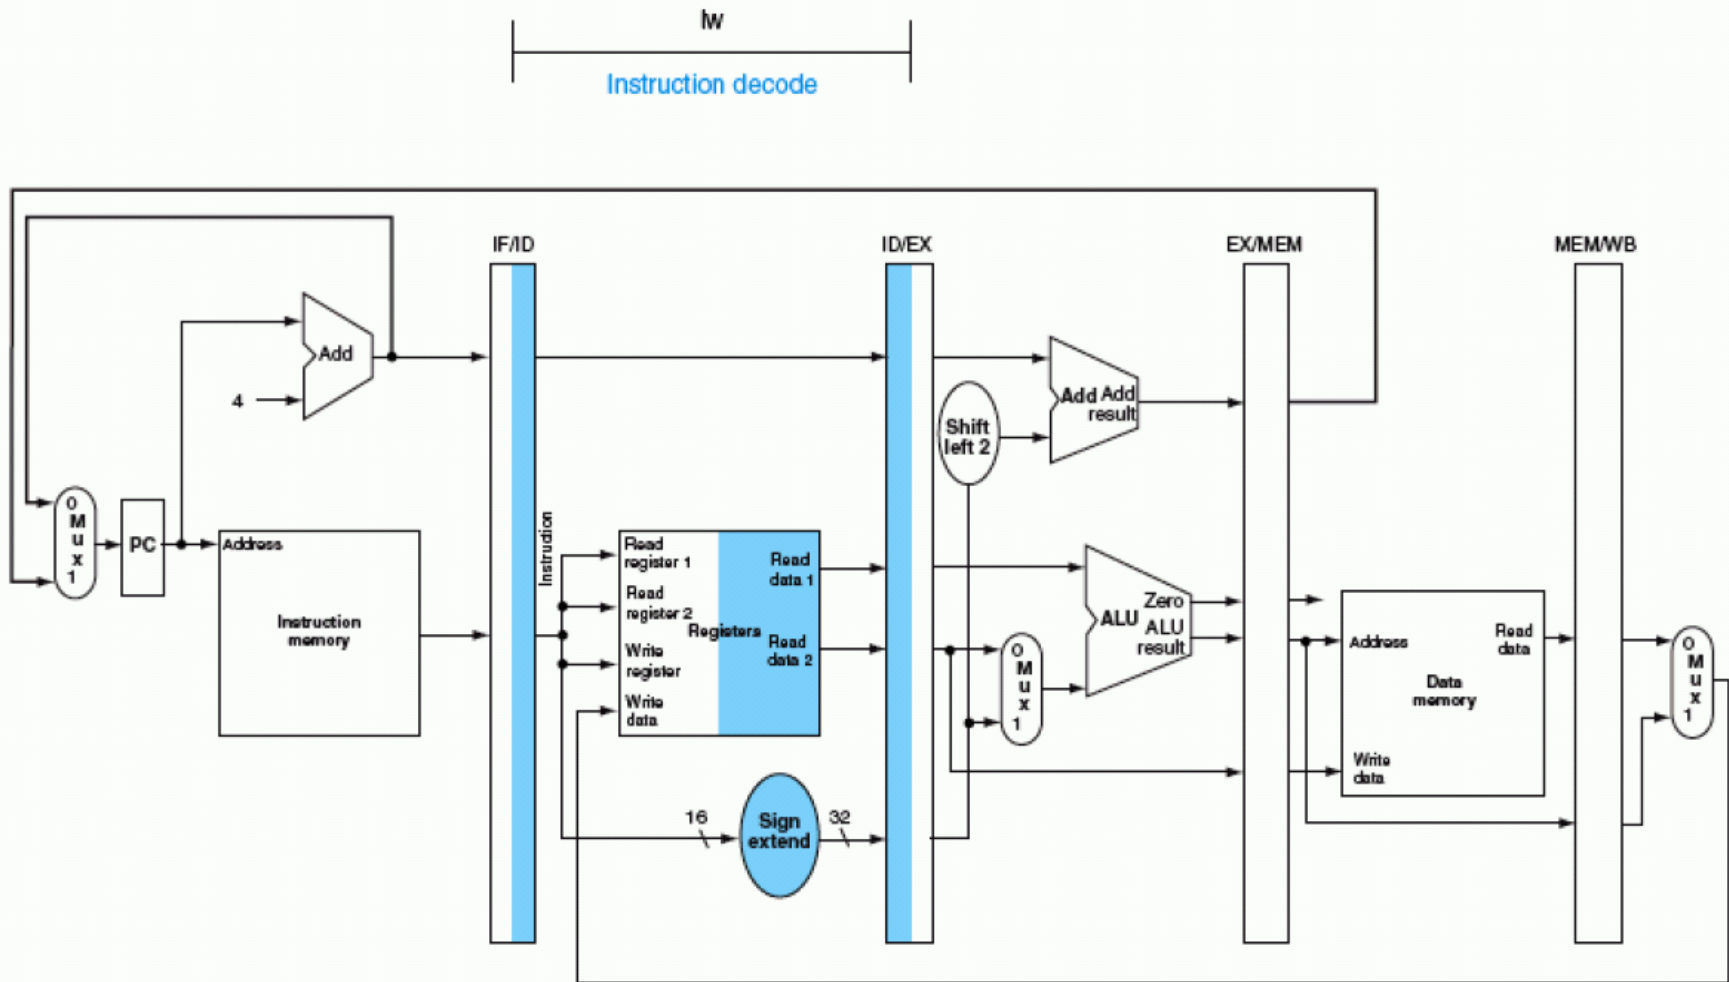 lw
Instruction decode
IF/ID
ID/EX
EX/MEM
MEM/WB
Add
4
Add Add
result
Shift
left 2
0
M
u
x
1
PC
Address
Instruction
memory
Instruction
Read
register 1
Read
register 2
Write
register
Write
data
Registers
Read
data 1
Read
data 2
16
Sign
extend
32
0
M
u
x
1
Zero
ALU
ALU
result
Address
Read
data
Data
memory
Write
data
0
M
u
x
1